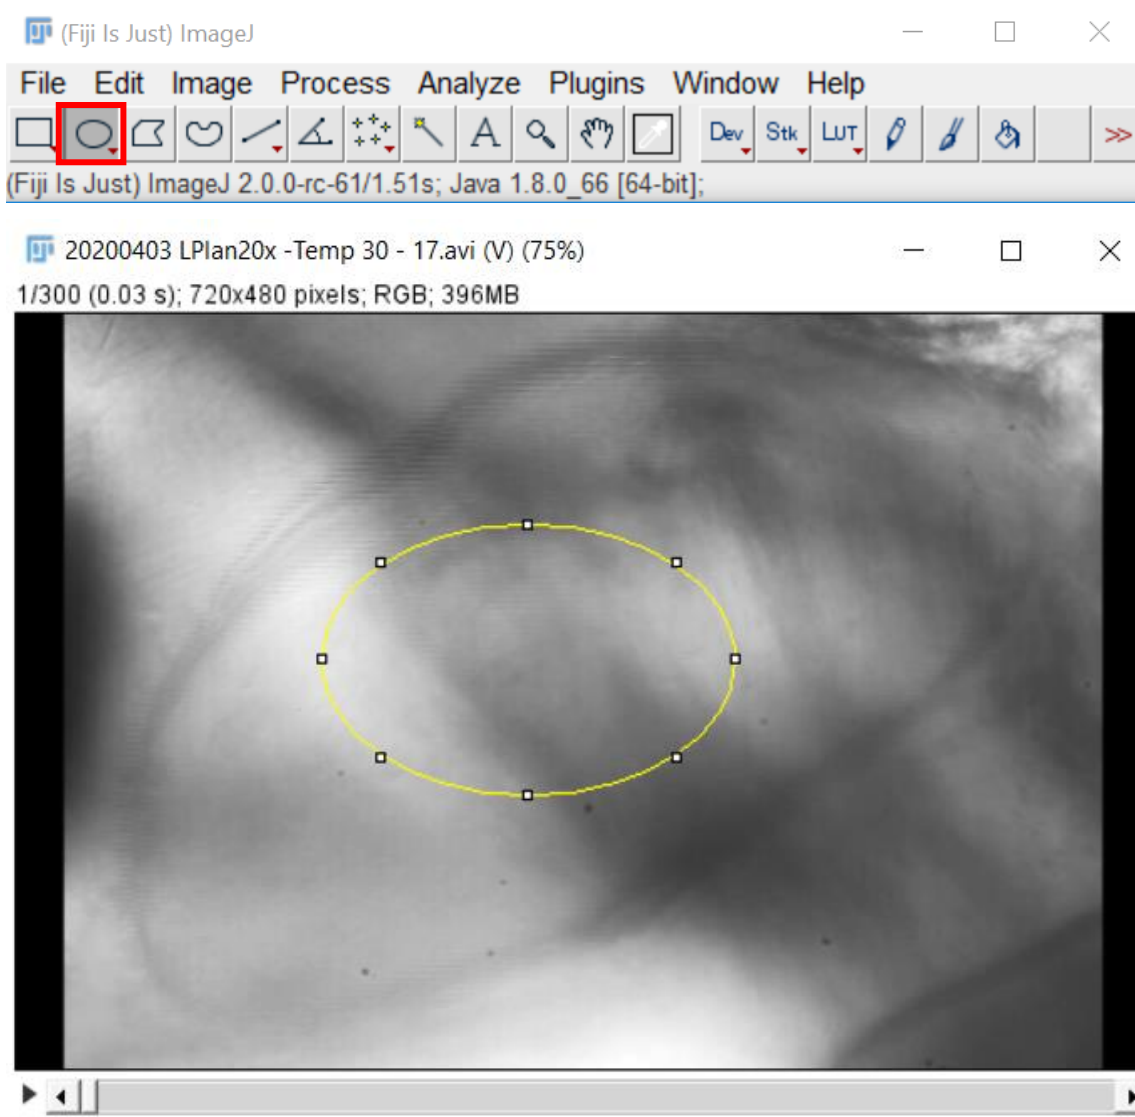 (Fiji Is Just) ImageJ
File Edit Image Process Analyze Plugins Window Help
A Dev Stk LUT >>
(Fiji Is Just) ImageJ 2.0.0-rc-61/1.51s; Java 1.8.0_66 [64-bit];
20200403 LPlan20x -Temp 30 - 17.avi (V) (75%)
1/300 (0.03 s); 720x480 pixels; RGB; 396MB